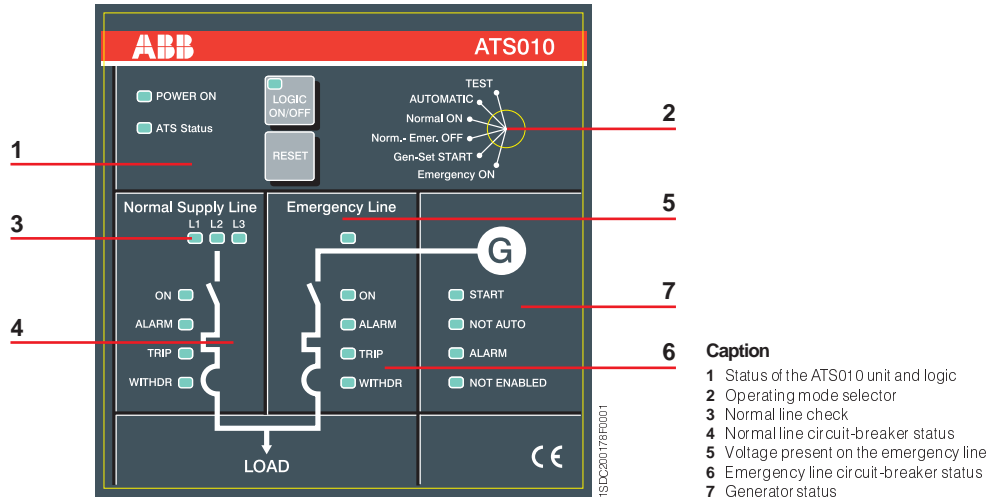 ABB
ATS010
POWER ON
ATS Status
LOGIC
ON/OFF
RESET
TEST
AUTOMATIC
Normal ON
Norm.- Emer. OFF
Gen-Set START
Emergency ON
1
2
Normal Supply Line
L1 L2 L3
Emergency Line
3
5
G
ON
ALARM
TRIP
WITHDR
ON
ALARM
TRIP
WITHDR
START
NOT AUTO
ALARM
NOT ENABLED
4
7
6
LOAD
CE
1SDC200178F0001
Caption
1 Status of the ATS010 unit and logic
2 Operating mode selector
3 Normal line check
4 Normal line circuit-breaker status
5 Voltage present on the emergency line
6 Emergency line circuit-breaker status
7 Generator status